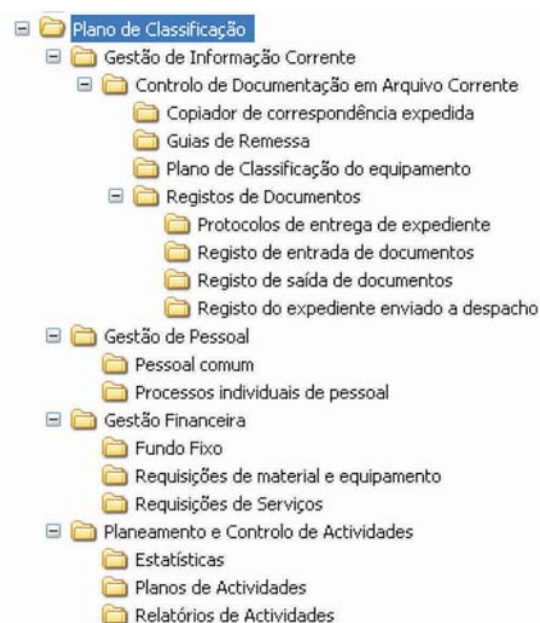 Plano de Classificação
Gestão de Informação Corrente
Controlo de Documentação em Arquivo Corrente
Copiador de correspondência expedida
Guias de Remessa
Plano de Classificação do equipamento
Registos de Documentos
Protocolos de entrega de expediente
Registo de entrada de documentos
Registo de saída de documentos
Registo do expediente enviado a despacho
Gestão de Pessoal
Pessoal comum
Processos individuais de pessoal
Gestão Financeira
Fundo Fixo
Requisições de material e equipamento
Requisições de Serviços
Planeamento e Controlo de Actividades
Estatísticas
Planos de Actividades
Relatórios de Actividades